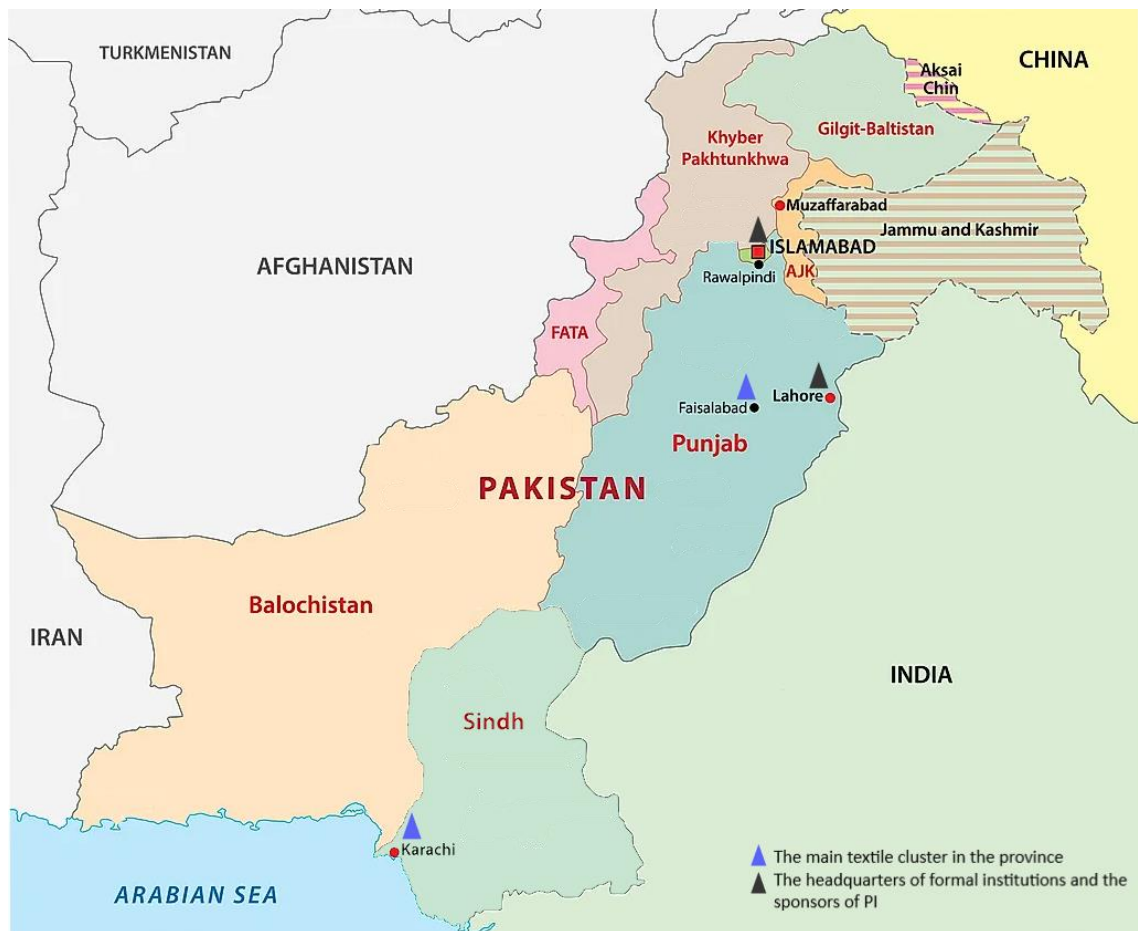 TURKMENISTAN
CHINA
Aksai
Chin
Gilgit-Baltistan
Khyber
Pakhtunkhwa
Muzaffarabad
Jammu and Kashmir
ISLAMABAD
AFGHANISTAN
Rawalpindi
AJK
FATA
Lahore
Faisalabad
Punjab
PAKISTAN
Balochistan
IRAN
INDIA
Sindh
Karachi
ARABIAN SEA
The main textile cluster in the province
The headquarters of formal institutions and the
sponsors of PI